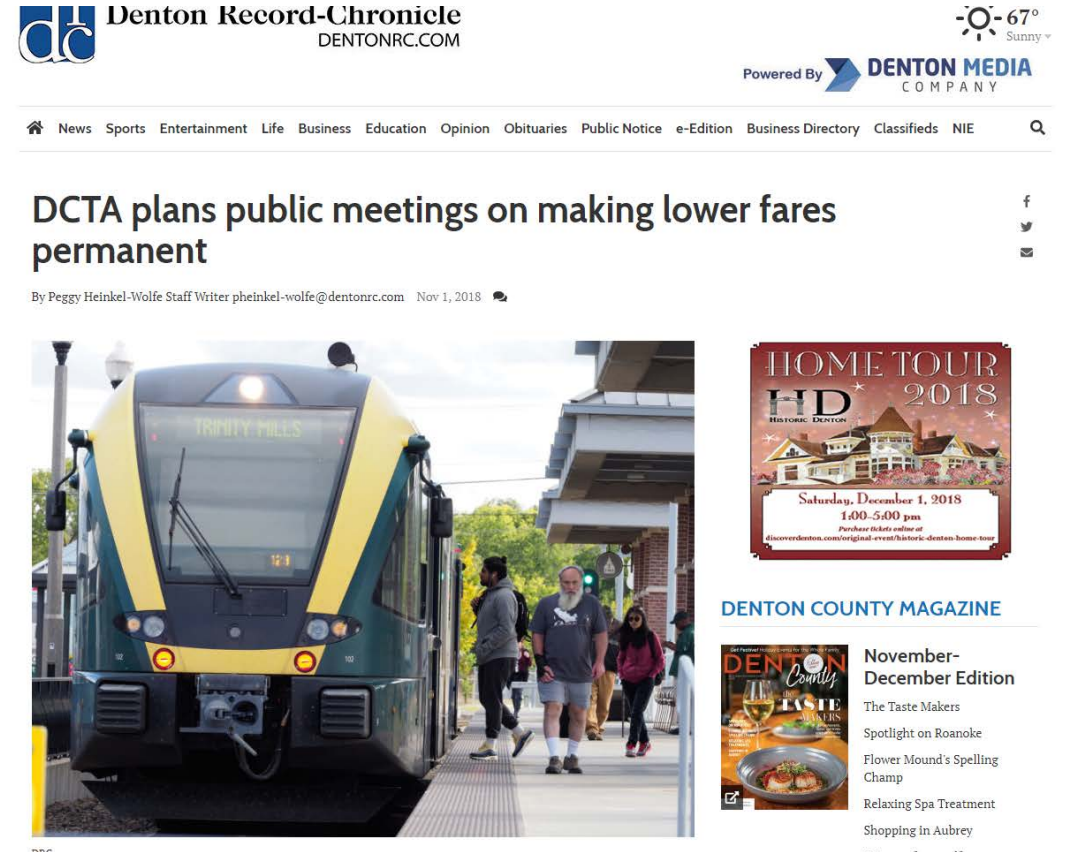 dr
c
Denton Record-Chronicle
DENTONRC.COM
67°
Sunny
Powered By DENTON MEDIA
COMPANY
News Sports Entertainment Life Business Education Opinion Obituaries Public Notice e-Edition Business Directory Classifieds NIE
DCTA plans public meetings on making lower fares
permanent
By Peggy Heinkel-Wolfe Staff Writer pheinkel-wolfe@dentonrc.com Nov 1, 2018
TRINITY MILLS
102 102
HOME TOUR
2018
HD
HISTORIC DENTON
Saturday, December 1, 2018
1:00-5:00 pm
Purchase tickets online at
discoverdenton.com/original-event/historic-denton-home-tour
DENTON COUNTY MAGAZINE
DENTON
County
the
TASTE
MAKERS
November-
December Edition
The Taste Makers
Spotlight on Roanoke
Flower Mound's Spelling
Champ
Relaxing Spa Treatment
Shopping in Aubrey